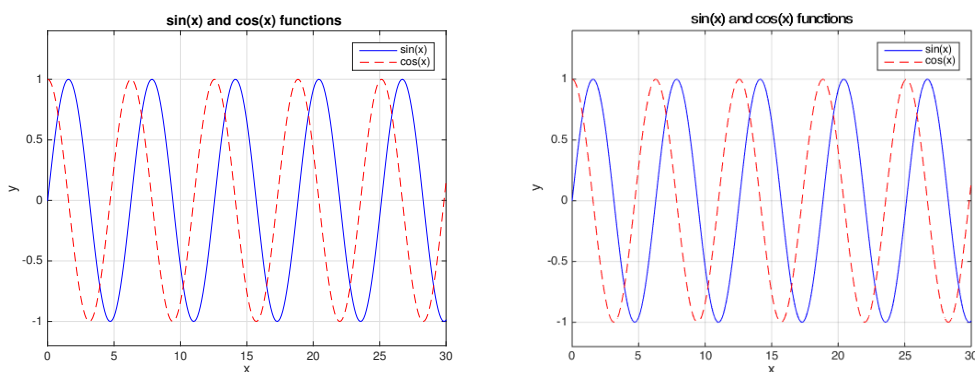 sin(x) and cos(x) functions
sin(x)
cos(x)
1
0.5
0
-0.5
-1
y
0 5 10 15 20 25 30
x
sin(x) and cos(x) functions
sin(x)
cos(x)
1
0.5
0
-0.5
-1
y
0 5 10 15 20 25 30
x